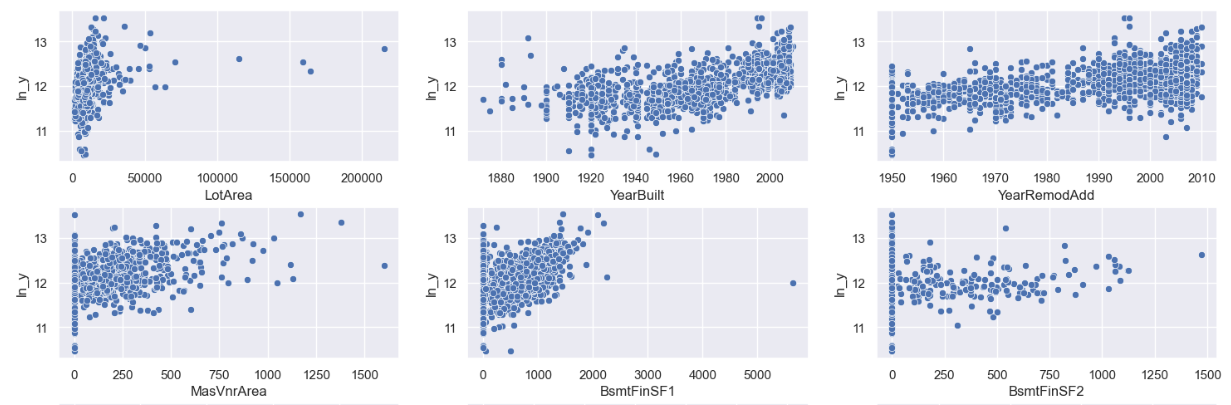 13
12
11
ln_y
0 50000 100000 150000 200000
LotArea
13
12
11
ln_y
1880 1900 1920 1940 1960 1980 2000
YearBuilt
13
12
11
ln_y
1950 1960 1970 1980 1990 2000 2010
YearRemodAdd
13
12
11
ln_y
0 250 500 750 1000 1250 1500
MasVnrArea
13
12
11
ln_y
0 1000 2000 3000 4000 5000
BsmtFinSF1
13
12
11
ln_y
0 250 500 750 1000 1250 1500
BsmtFinSF2